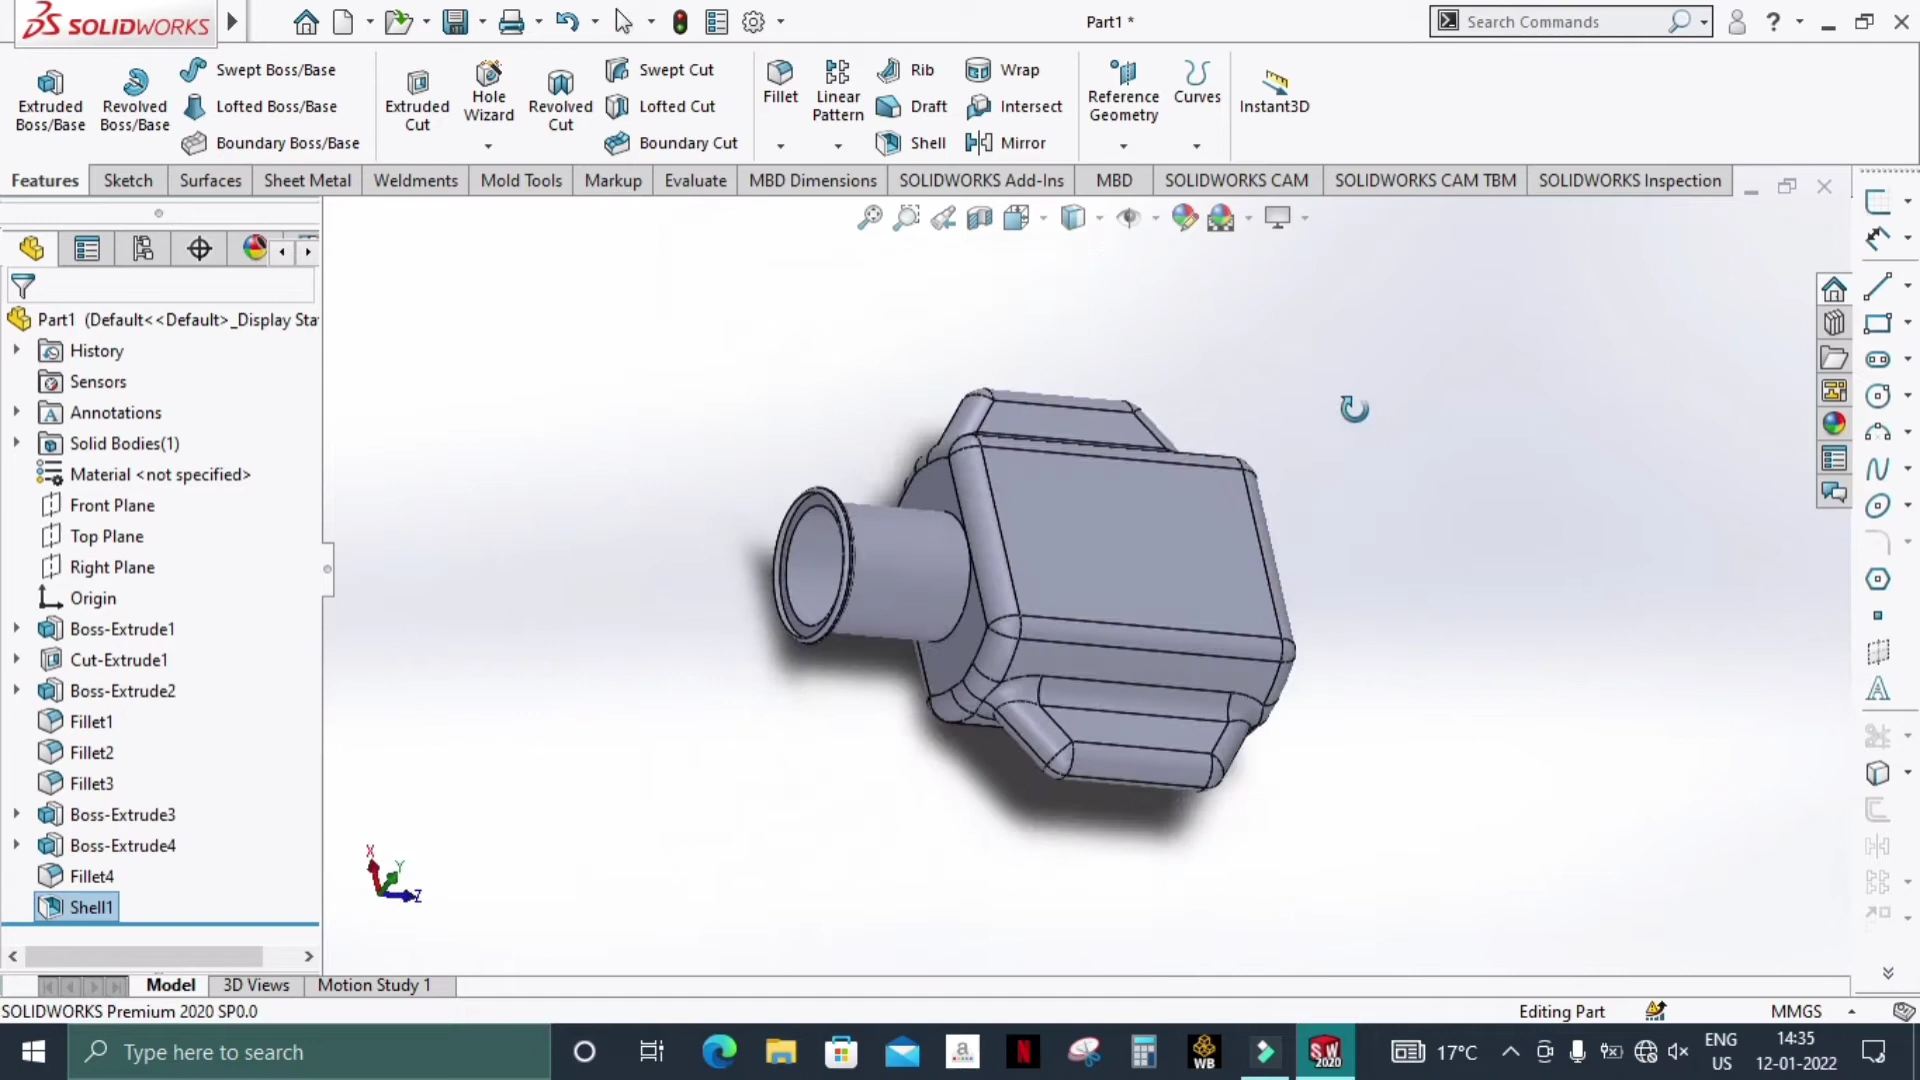 SOLIDWORKS
Part1 *
Search Commands
?
Extruded
Boss/Base
Revolved
Boss/Base
Swept Boss/Base
Lofted Boss/Base
Boundary Boss/Base
Extruded
Cut
Hole
Wizard
Revolved
Cut
Swept Cut
Lofted Cut
Boundary Cut
Fillet
Linear
Pattern
Rib
Draft
Shell
Wrap
Intersect
Mirror
Reference
Geometry
Curves
Instant3D
Features Sketch Surfaces Sheet Metal Weldments Mold Tools Markup Evaluate MBD Dimensions SOLIDWORKS Add-Ins MBD SOLIDWORKS CAM SOLIDWORKS CAM TBM SOLIDWORKS Inspection
Part1 (Default<<Default>_Display Sta
History
Sensors
A Annotations
Solid Bodies(1)
Material <not specified>
Front Plane
Top Plane
Right Plane
Origin
Boss-Extrude1
Cut-Extrude1
Boss-Extrude2
Fillet1
Fillet2
Fillet3
Boss-Extrude3
Boss-Extrude4
Fillet4
Shell1
X
Y
Z
A
Model 3D Views Motion Study 1
SOLIDWORKS Premium 2020 SP0.0
Editing Part
MMGS
Type here to search
a
N
WB
SW
2020
17°C
ENG
US
14:35
12-01-2022